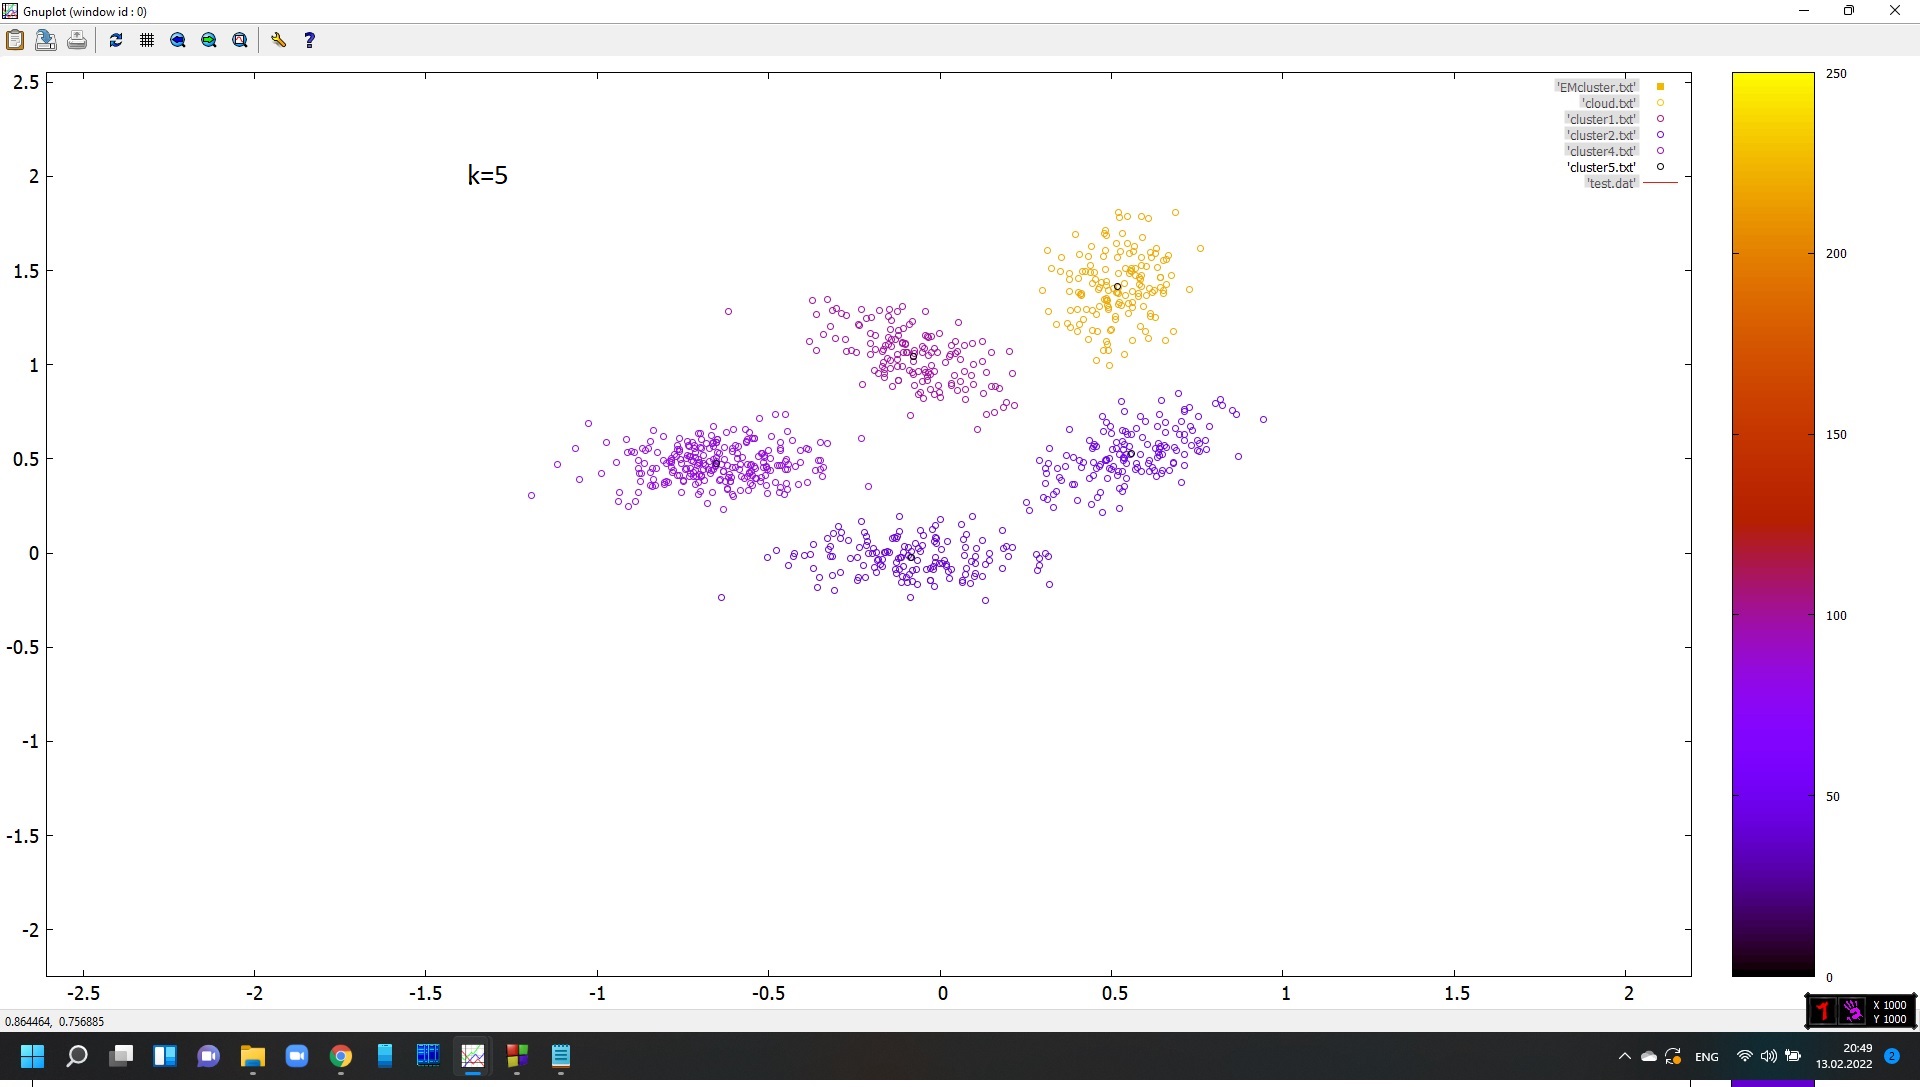 Gnuplot (window id : 0)
2.5
2
1.5
1
0.5
0
-0.5
-1
-1.5
-2
k=5
'EMcluster.txt'
'cloud.txt'
'cluster1.txt'
'cluster2.txt'
'cluster4.txt'
'cluster5.txt'
'test.dat'
-2.5 -2 -1.5 -1 -0.5 0 0.5 1 1.5 2
250
200
150
100
50
0
X 1000
Y 1000
0.864464, 0.756885
ENG
20:49
13.02.2022
2